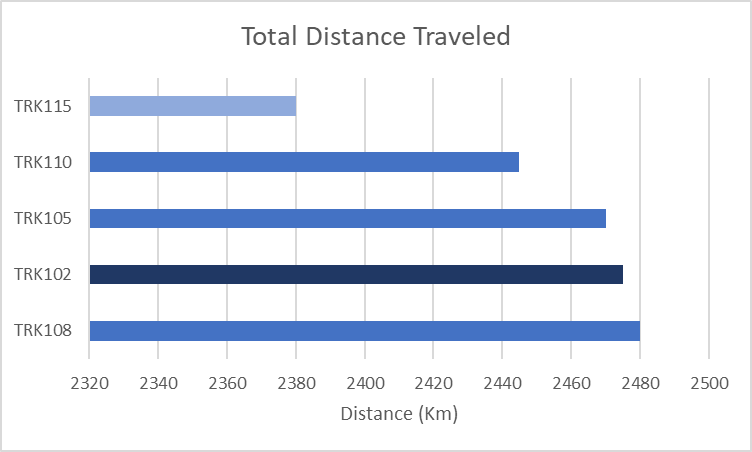 Total Distance Traveled
TRK115
TRK110
TRK105
TRK102
TRK108
2320 2340 2360 2380 2400 2420 2440 2460 2480 2500
Distance (Km)